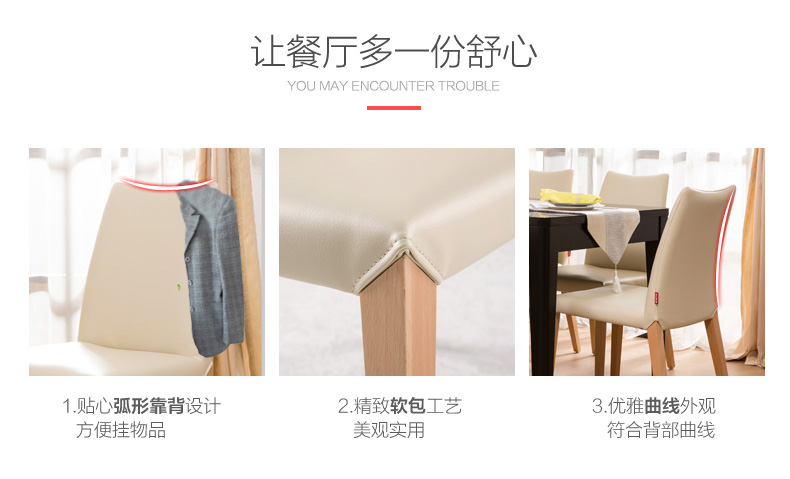 让餐厅多一份舒心
YOU MAY ENCOUNTER TROUBLE
1.贴心弧形靠背设计
方便挂物品
2.精致软包工艺
美观实用
3.优雅曲线外观
符合背部曲线